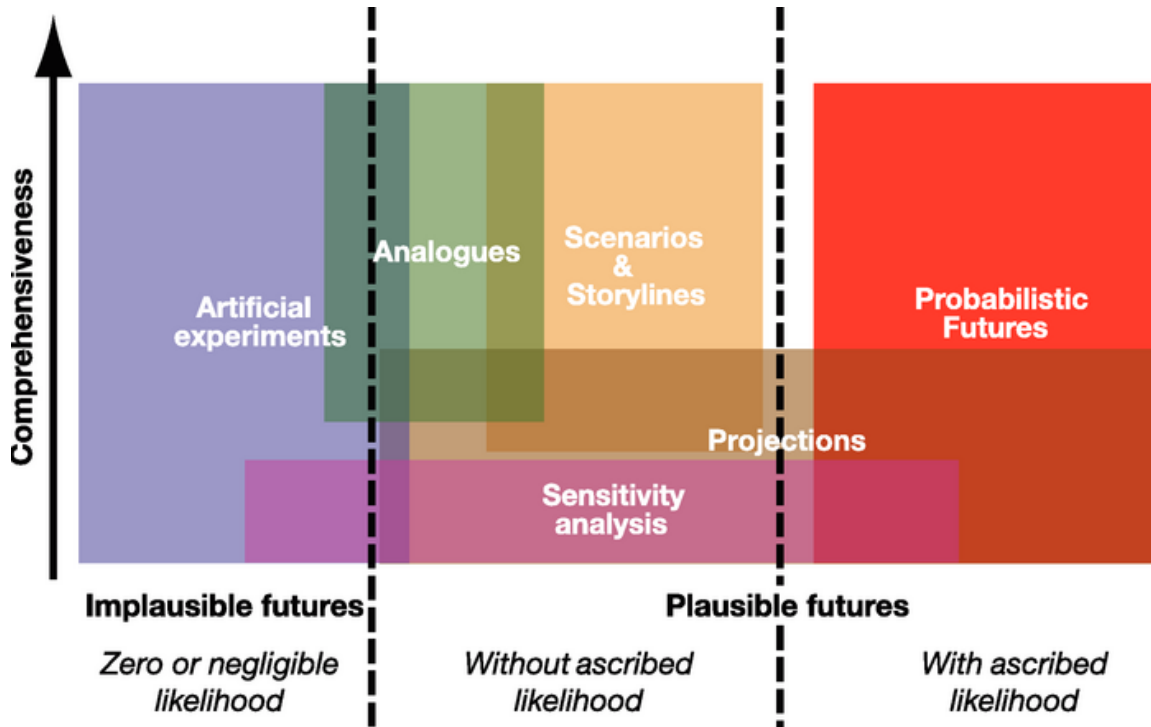 Comprehensiveness
Analogues
Scenarios
&
Storylines
Artificial
experiments
Probabilistic
Futures
Projections
Sensitivity
analysis
Implausible futures
Plausible futures
Zero or negligible
likelihood
Without ascribed
likelihood
With ascribed
likelihood